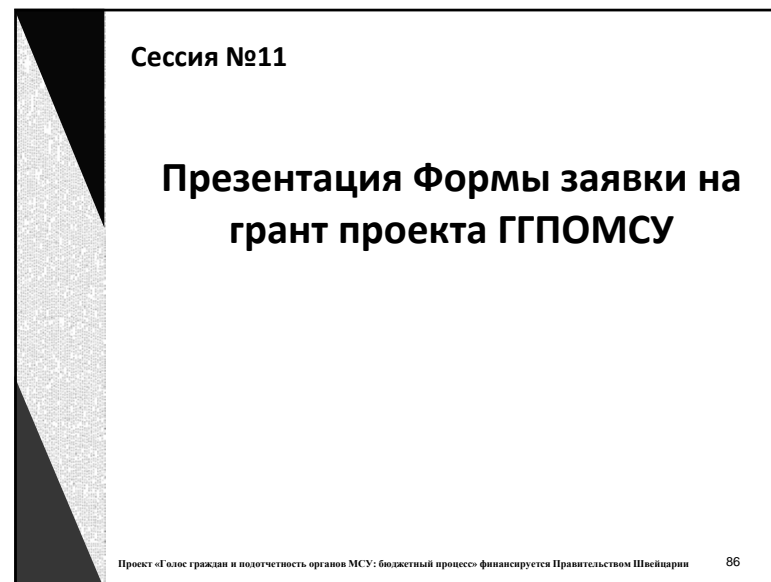 Сессия №11
Презентация Формы заявки на
грант проекта ГГПОМСУ
Проект «Голос граждан и подотчетность органов МСУ: бюджетный процесс» финансируется Правительством Швейцарии 86